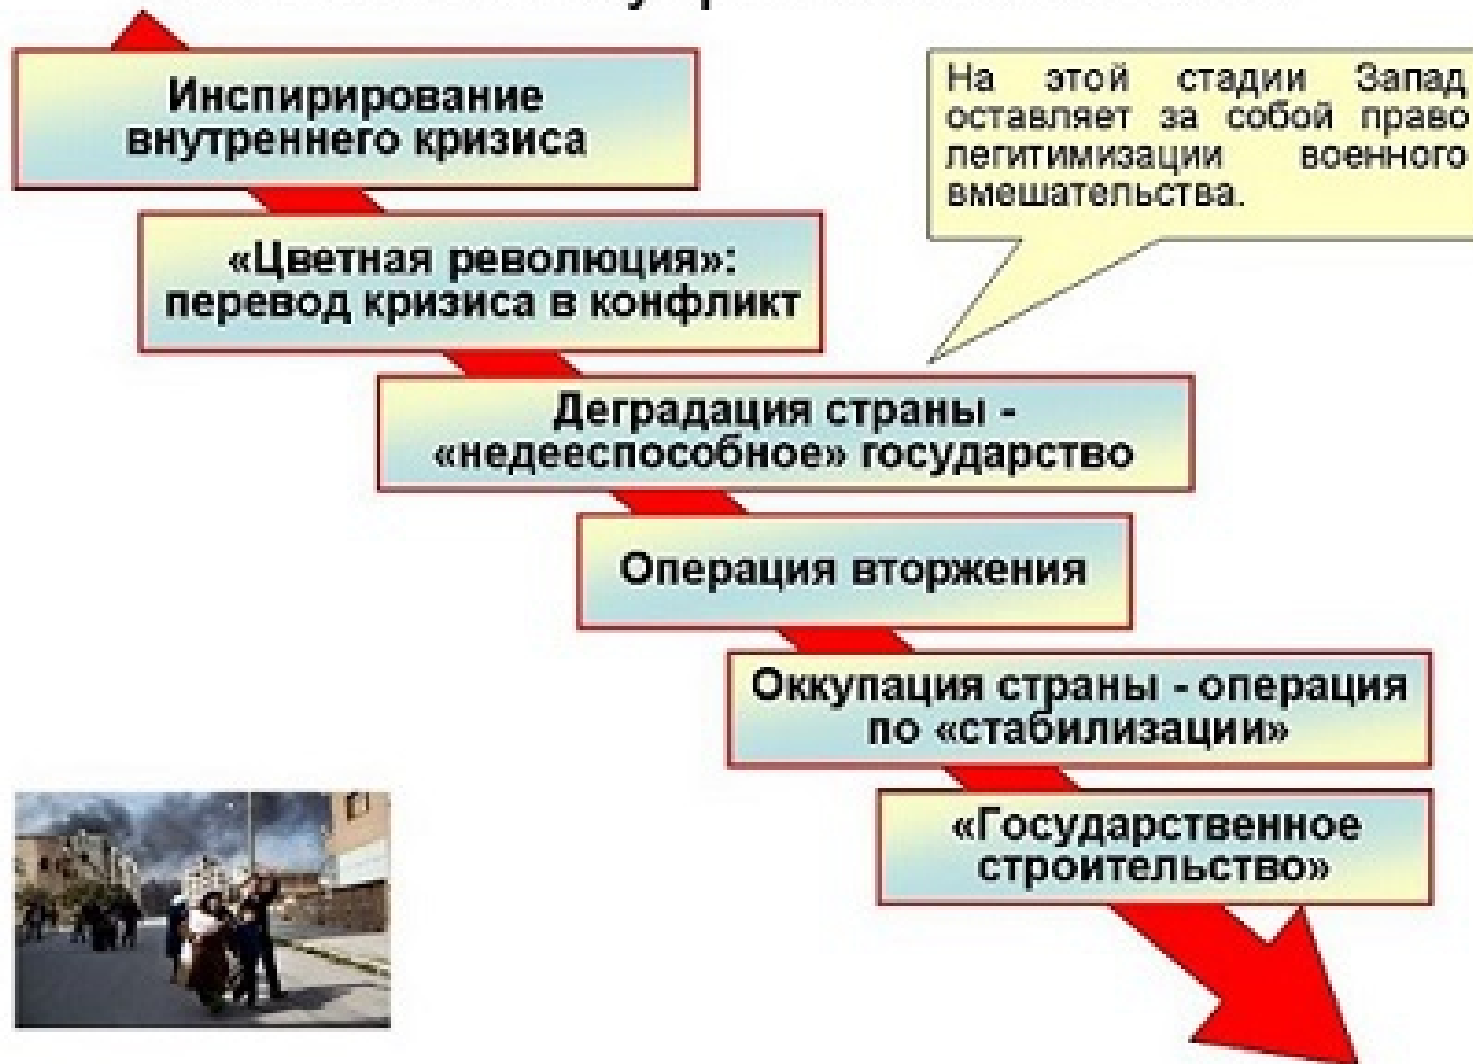 Инспирирование
внутреннего кризиса
На этой стадии Запад
оставляет за собой право
легитимизации военного
вмешательства.
«Цветная революция»:
перевод кризиса в конфликт
Деградация страны -
«недееспособное» государство
Операция вторжения
Оккупация страны - операция
по «стабилизации»
«Государственное
строительство»